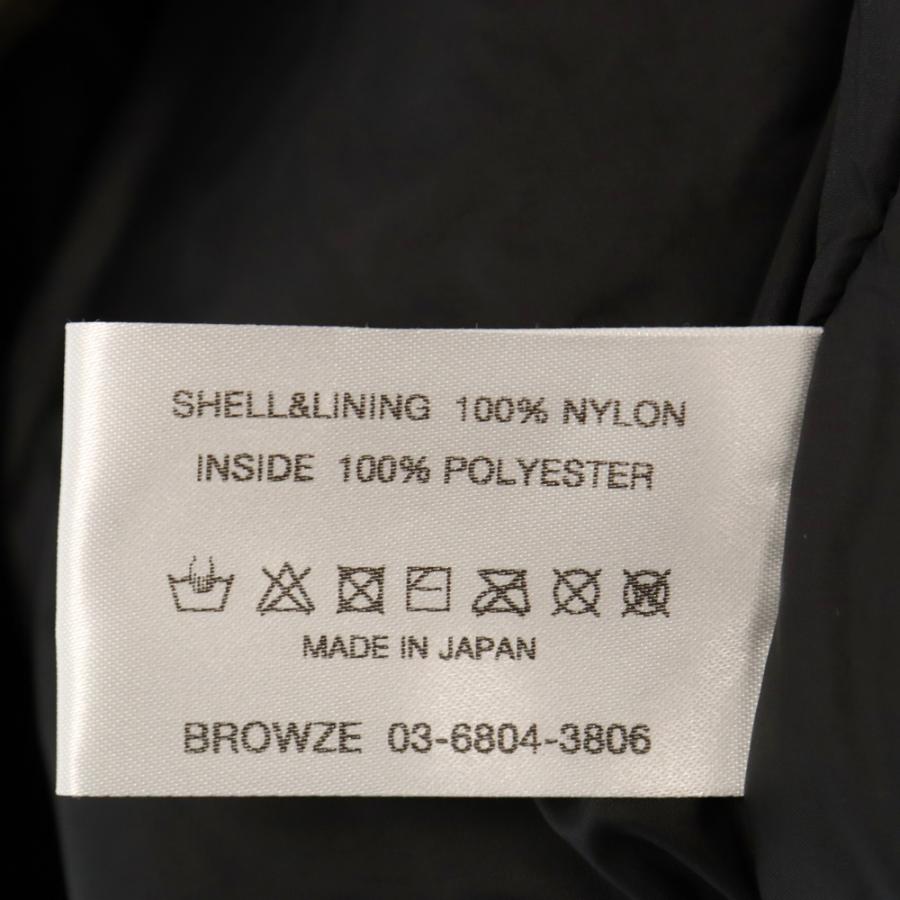 SHELL&LINING 100% NYLON
INSIDE 100% POLYESTER
MADE IN JAPAN
BROWZE 03-6804-3806